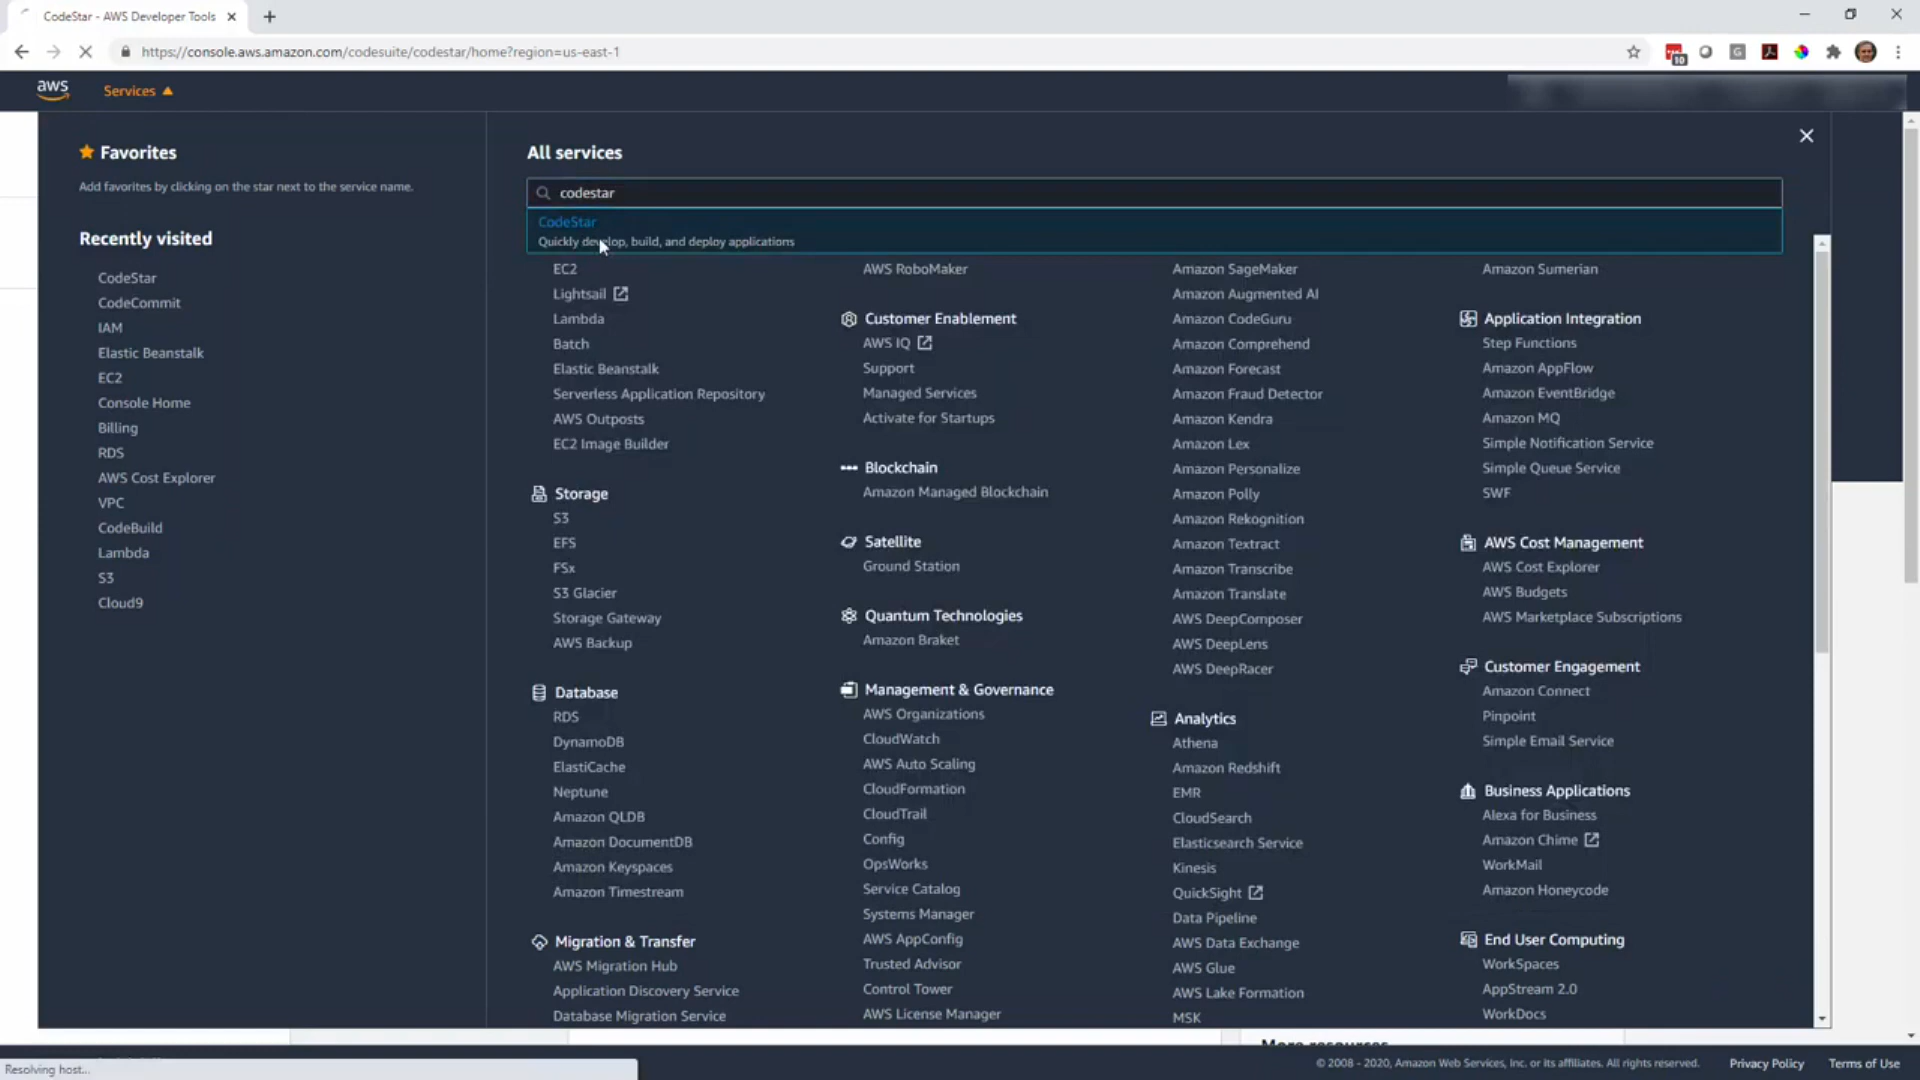 CodeStar - AWS Developer Tools
https://console.aws.amazon.com/codesuite/codestar/home?region=us-east-1
10
aws
Services
Favorites
Add favorites by clicking on the star next to the service name.
Recently visited
CodeStar
CodeCommit
IAM
Elastic Beanstalk
EC2
Console Home
Billing
RDS
AWS Cost Explorer
VPC
CodeBuild
Lambda
S3
Cloud9
All services
codestar
CodeStar
Quickly develop, build, and deploy applications
EC2
Lightsail
Lambda
Batch
Elastic Beanstalk
Serverless Application Repository
AWS Outposts
EC2 Image Builder
Storage
S3
EFS
FSx
S3 Glacier
Storage Gateway
AWS Backup
Database
RDS
DynamoDB
ElastiCache
Neptune
Amazon QLDB
Amazon DocumentDB
Amazon Keyspaces
Amazon Timestream
Migration & Transfer
AWS Migration Hub
Application Discovery Service
Database Migration Service
AWS RoboMaker
Customer Enablement
AWS IQ
Support
Managed Services
Activate for Startups
Blockchain
Amazon Managed Blockchain
Satellite
Ground Station
Quantum Technologies
Amazon Braket
Management & Governance
AWS Organizations
CloudWatch
AWS Auto Scaling
CloudFormation
CloudTrail
Config
OpsWorks
Service Catalog
Systems Manager
AWS AppConfig
Trusted Advisor
Control Tower
AWS License Manager
Amazon SageMaker
Amazon Augmented AI
Amazon CodeGuru
Amazon Comprehend
Amazon Forecast
Amazon Fraud Detector
Amazon Kendra
Amazon Lex
Amazon Personalize
Amazon Polly
Amazon Rekognition
Amazon Textract
Amazon Transcribe
Amazon Translate
AWS DeepComposer
AWS DeepLens
AWS DeepRacer
Analytics
Athena
Amazon Redshift
EMR
CloudSearch
Elasticsearch Service
Kinesis
QuickSight
Data Pipeline
AWS Data Exchange
AWS Glue
AWS Lake Formation
MSK
Amazon Sumerian
Application Integration
Step Functions
Amazon AppFlow
Amazon EventBridge
Amazon MQ
Simple Notification Service
Simple Queue Service
SWF
AWS Cost Management
AWS Cost Explorer
AWS Budgets
AWS Marketplace Subscriptions
Customer Engagement
Amazon Connect
Pinpoint
Simple Email Service
Business Applications
Alexa for Business
Amazon Chime
WorkMail
Amazon Honeycode
End User Computing
WorkSpaces
AppStream 2.0
WorkDocs
More resources
Resolving host...
© 2008 - 2020, Amazon Web Services, Inc. or its affiliates. All rights reserved.
Privacy Policy
Terms of Use